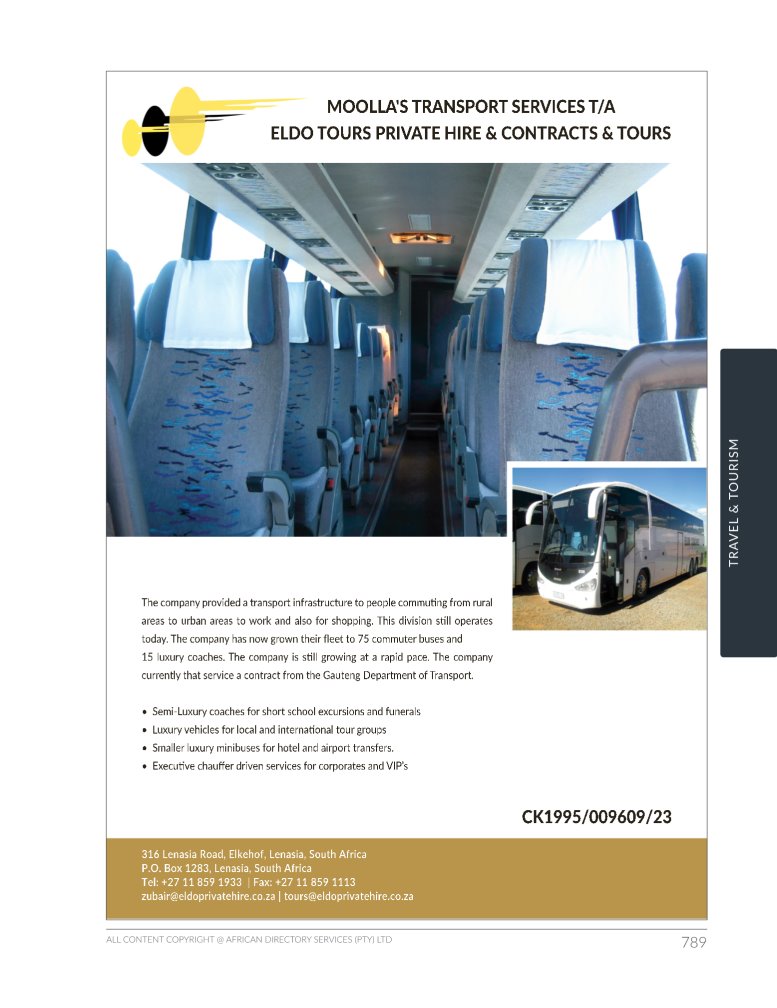 MOOLLA'S TRANSPORT SERVICES T/A
ELDO TOURS PRIVATE HIRE & CONTRACTS & TOURS
TRAVEL & TOURISM
The company provided a transport infrastructure to people commuting from rural
areas to urban areas to work and also for shopping. This division still operates
today. The company has now grown their fleet to 75 commuter buses and
15 luxury coaches. The company is still growing at a rapid pace. The company
currently that service a contract from the Gauteng Department of Transport.
• Semi-Luxury coaches for short school excursions and funerals
• Luxury vehicles for local and international tour groups
• Smaller luxury minibuses for hotel and airport transfers.
• Executive chauffer driven services for corporates and VIP's
CK1995/009609/23
316 Lenasia Road, Elkehof, Lenasia, South Africa
P.O. Box 1283, Lenasia, South Africa
Tel: +27 11 859 1933 | Fax: +27 11 859 1113
zubair@eldoprivatehire.co.za | tours@eldoprivatehire.co.za
ALL CONTENT COPYRIGHT @ AFRICAN DIRECTORY SERVICES (PTY) LTD
789